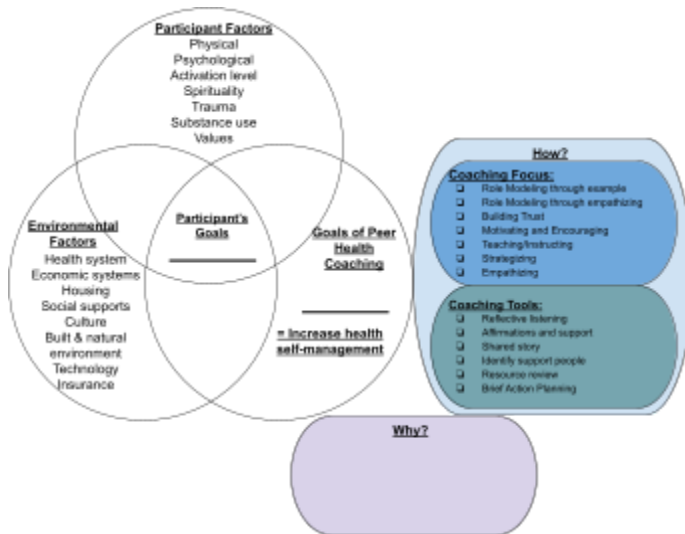 Participant Factors
Physical
Psychological
Activation level
Spirituality
Trauma
Substance use
Values
Environmental
Factors
Health system
Economic systems
Housing
Social supports
Culture
Built & natural
environment
Technology
Insurance
Participant's
Goals
Goals of Peer
Health
Coaching
= Increase health
self-management
How?
Coaching Focus:
Role Modeling through example
Role Modeling through empathizing
Building Trust
Motivating and Encouraging
Teaching/Instructing
Strategizing
Empathizing
Coaching Tools:
Reflective listening
Affirmations and support
Shared story
Identify support people
Resource review
Brief Action Planning
Why?